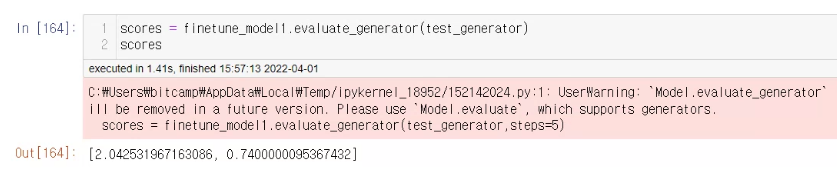 In [164]:
1 scores = finetune_model1.evaluate_generator(test_generator)
2 scores
executed in 1.41s, finished 15:57:13 2022-04-01
C:₩Users₩bitcamp₩AppData₩Local₩Temp/ipykernel_18952/152142024.py:1: UserWarning: `Model.evaluate_generator`
ill be removed in a future version. Please use `Model.evaluate`, which supports generators.
scores = finetune_model1.evaluate_generator(test_generator,steps=5)
Out[164]: [2.042531967163086, 0.7400000095367432]